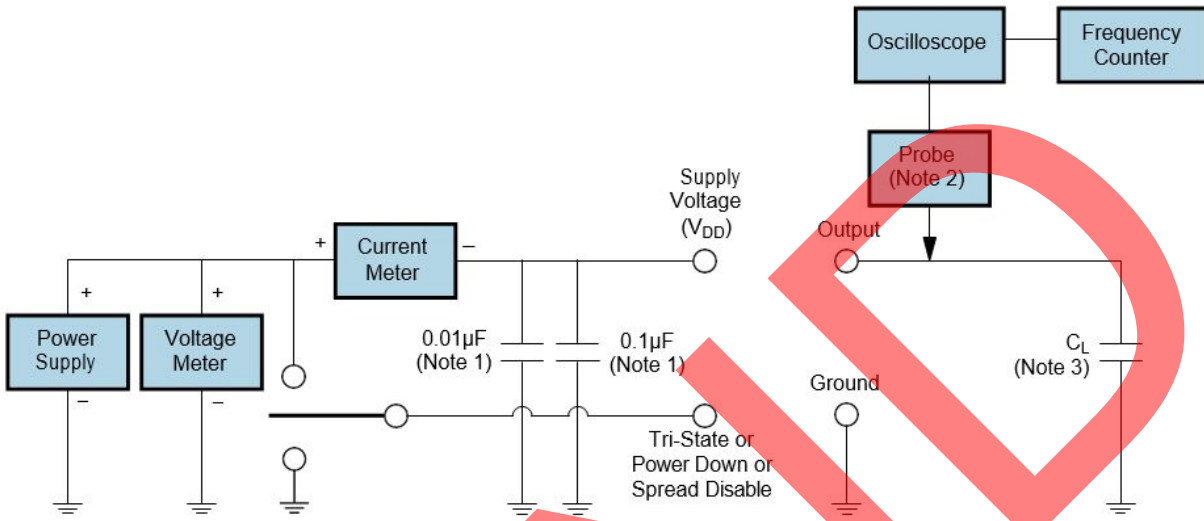 Oscilloscope
Frequency
Counter
Probe
(Note 2)
Supply
Voltage
(VDD)
Output
+
Current
Meter
–
+
Power
Supply
–
+
Voltage
Meter
–
0.01µF
(Note 1)
0.1µF
(Note 1)
CL
(Note 3)
Ground
Tri-State or
Power Down or
Spread Disable